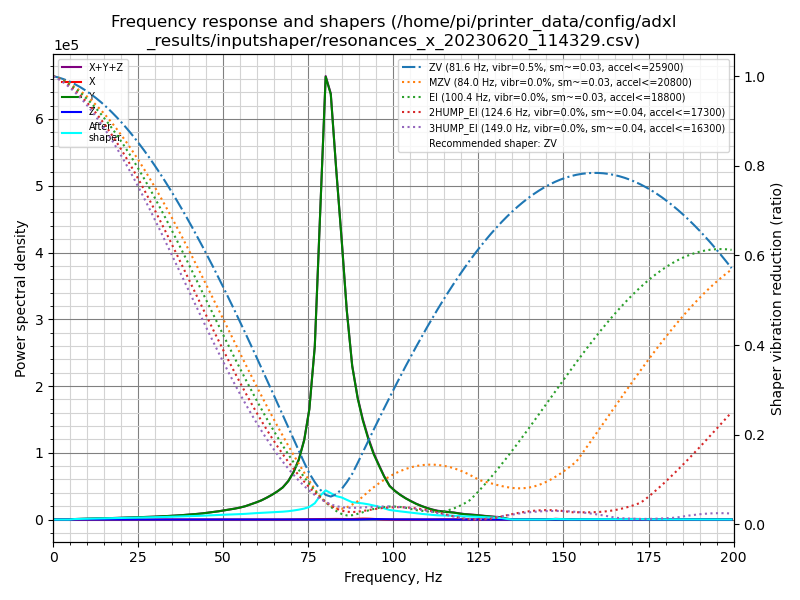 Frequency response and shapers (/home/pi/printer_data/config/adxl
_results/inputshaper/resonances_x_20230620_114329.csv)
1e5
X+Y+Z
X
Y
Z
After
shaper
ZV (81.6 Hz, vibr=0.5%, sm~=0.03, accel<=25900)
MZV (84.0 Hz, vibr=0.0%, sm~=0.03, accel<=20800)
EI (100.4 Hz, vibr=0.0%, sm~=0.03, accel<=18800)
2HUMP_EI (124.6 Hz, vibr=0.0%, sm~=0.04, accel<=17300)
3HUMP_EI (149.0 Hz, vibr=0.0%, sm~=0.04, accel<=16300)
Recommended shaper: ZV
Power spectral density
6
5
4
3
2
1
0
1.0
0.8
0.6
0.4
0.2
0.0
Shaper vibration reduction (ratio)
0 25 50 75 100 125 150 175 200
Frequency, Hz